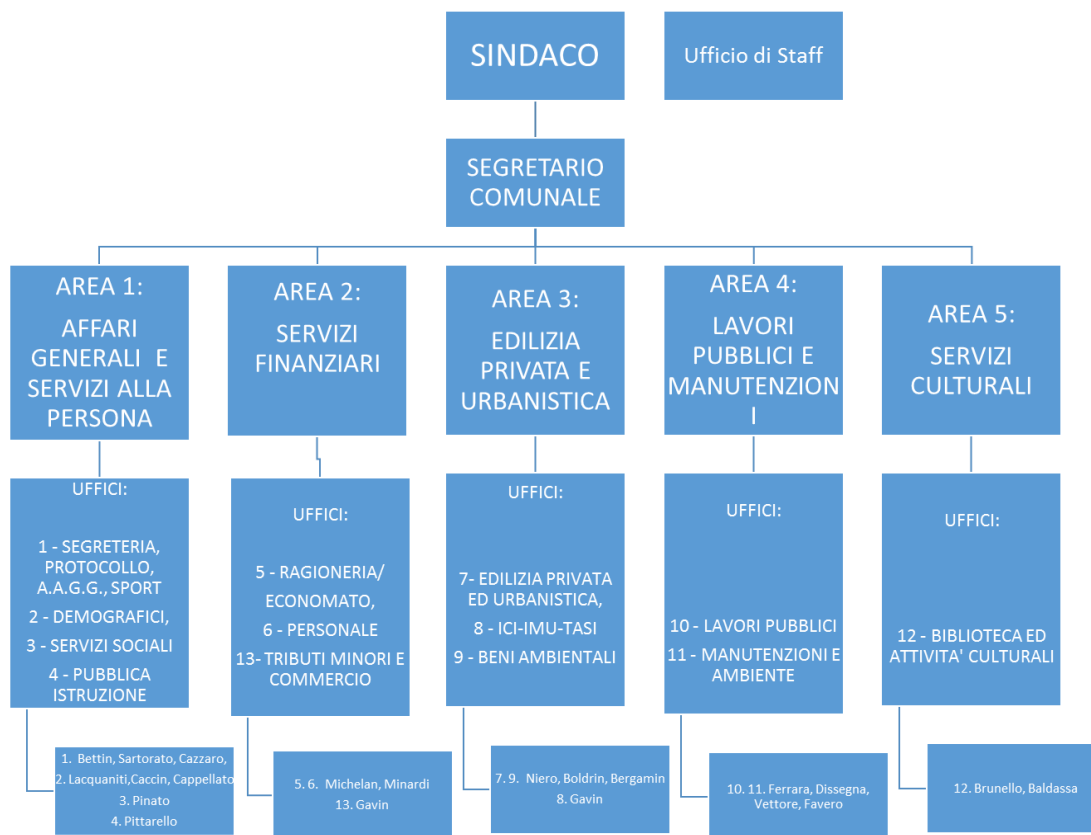 SINDACO
Ufficio di Staff
SEGRETARIO
COMUNALE
AREA 1:
AFFARI
GENERALI E
SERVIZI ALLA
PERSONA
AREA 2:
SERVIZI
FINANZIARI
AREA 3:
EDILIZIA
PRIVATA E
URBANISTICA
AREA 4:
LAVORI
PUBBLICI E
MANUTENZION
I
AREA 5:
SERVIZI
CULTURALI
UFFICI:
1 - SEGRETERIA,
PROTOCOLLO,
A.A.G.G., SPORT
2 - DEMOGRAFICI,
3 - SERVIZI SOCIALI
4 - PUBBLICA
ISTRUZIONE
UFFICI:
5 - RAGIONERIA/
ECONOMATO,
6 - PERSONALE
13- TRIBUTI MINORI E
COMMERCIO
UFFICI:
7- EDILIZIA PRIVATA
ED URBANISTICA,
8 - ICI-IMU-TASI
9 - BENI AMBIENTALI
UFFICI:
10 - LAVORI PUBBLICI
11 - MANUTENZIONI E
AMBIENTE
UFFICI:
12 - BIBLIOTECA ED
ATTIVITA' CULTURALI
1. Bettin, Sartorato, Cazzaro,
2. Lacquaniti,Caccin, Cappellato
3. Pinato
4. Pittarello
5. 6. Michelan, Minardi
13. Gavin
7. 9. Niero, Boldrin, Bergamin
8. Gavin
10. 11. Ferrara, Dissegna,
Vettore, Favero
12. Brunello, Baldassa